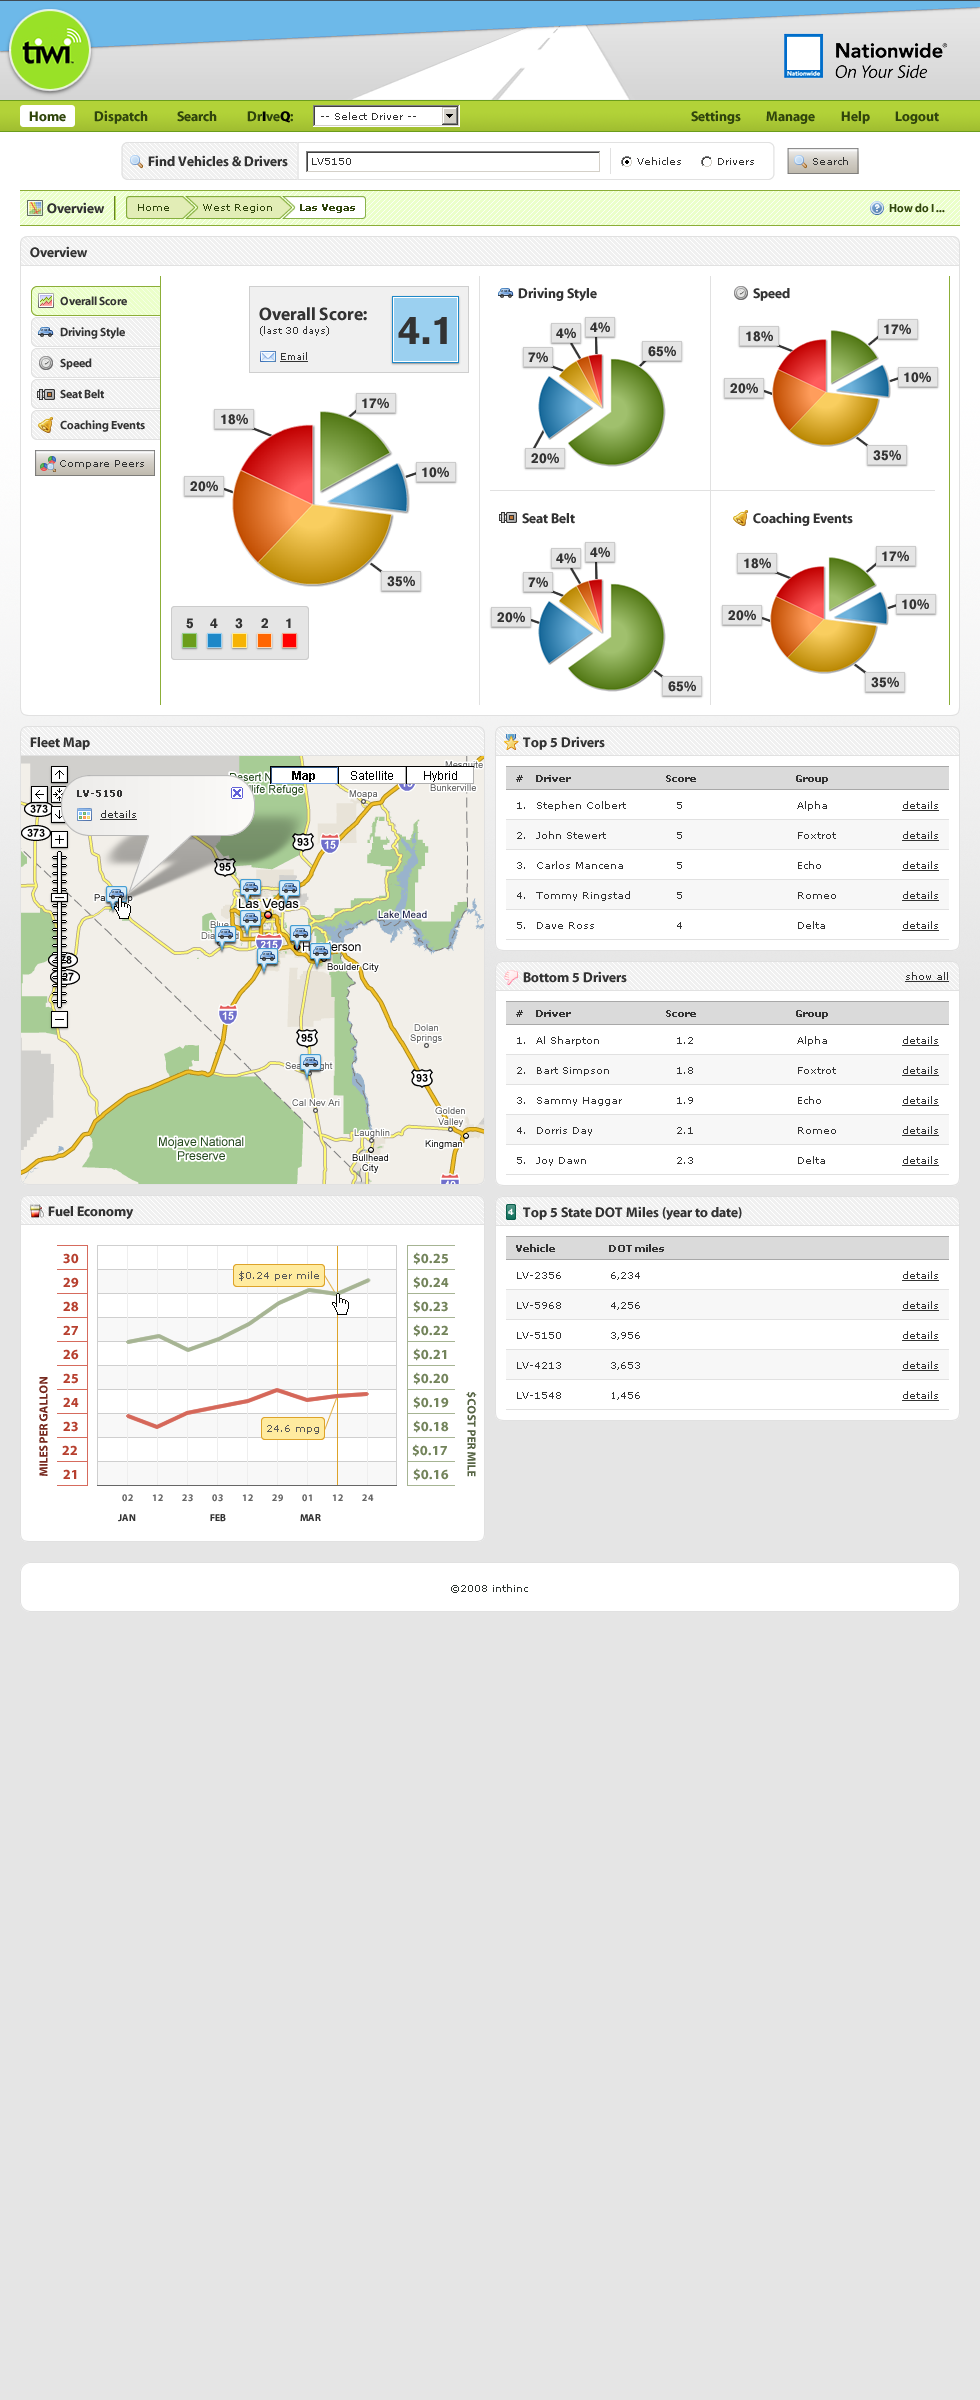 tiwi
Nationwide®
On Your Side
Nationwide
Home Dispatch Search DrIveQ: -- Select Driver -- Settings Manage Help Logout
Find Vehicles & Drivers LV5150 Vehicles Drivers Search
Overview Home West Region Las Vegas How do I ...
Overview
Overall Score
Driving Style
Speed
Seat Belt
Coaching Events
Compare Peers
Overall Score:
(last 30 days)
Email
4.1
17%
18%
10%
20%
35%
5 4 3 2 1
Driving Style
4%
4%
7%
65%
20%
Speed
17%
18%
10%
20%
35%
Seat Belt
4%
4%
7%
20%
65%
Coaching Events
17%
18%
10%
20%
35%
Fleet Map
Map Satellite Hybrid
LV-5150
details
Desert N
life Refuge
Mesquite
Bunkerville
Moapa
373
373
93
15
95
Pa
Las Vegas
Lake Mead
Blue
Dia
215
H erson
Boulder City
15
95
Dolan
Springs
Sea ght
93
Cal Nev Ari
Golden
Valley
Laughlin
Kingman
Mojave National
Preserve
Bullhead
City
40
Top 5 Drivers
# Driver Score Group
1. Stephen Colbert 5 Alpha details
2. John Stewert 5 Foxtrot details
3. Carlos Mancena 5 Echo details
4. Tommy Ringstad 5 Romeo details
5. Dave Ross 4 Delta details
Bottom 5 Drivers show all
# Driver Score Group
1. Al Sharpton 1.2 Alpha details
2. Bart Simpson 1.8 Foxtrot details
3. Sammy Haggar 1.9 Echo details
4. Dorris Day 2.1 Romeo details
5. Joy Dawn 2.3 Delta details
Fuel Economy
MILES PER GALLON
30
29
28
27
26
25
24
23
22
21
$0.24 per mile
24.6 mpg
$0.25
$0.24
$0.23
$0.22
$0.21
$0.20
$0.19
$0.18
$0.17
$0.16
$ COST PER MILE
02 12 23 03 12 29 01 12 24
JAN FEB MAR
4 Top 5 State DOT Miles (year to date)
Vehicle DOT miles
LV-2356 6,234 details
LV-5968 4,256 details
LV-5150 3,956 details
LV-4213 3,653 details
LV-1548 1,456 details
©2008 inthinc